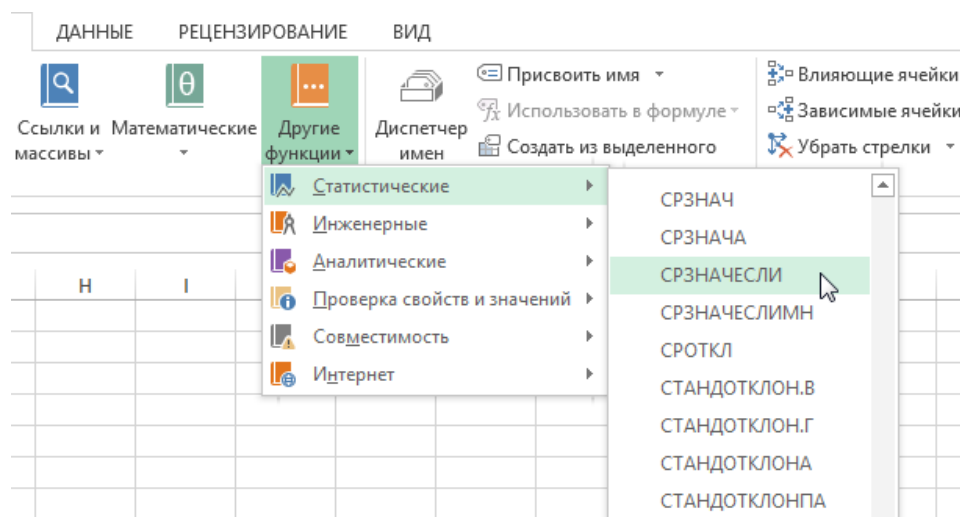 ДАННЫЕ РЕЦЕНЗИРОВАНИЕ ВИД
Ссылки и массивы
Математические
Другие функции
Диспетчер имен
Присвоить имя
Использовать в формуле
Создать из выделенного
Влияющие ячейки
Зависимые ячейки
Убрать стрелки
Статистические
Инженерные
Аналитические
Проверка свойств и значений
Совместимость
Интернет
СРЗНАЧ
СРЗНАЧА
СРЗНАЧЕСЛИ
СРЗНАЧЕСЛИМН
СРОТКЛ
СТАНДОТКЛОН.В
СТАНДОТКЛОН.Г
СТАНДОТКЛОНА
СТАНДОТКЛОНПА
H I